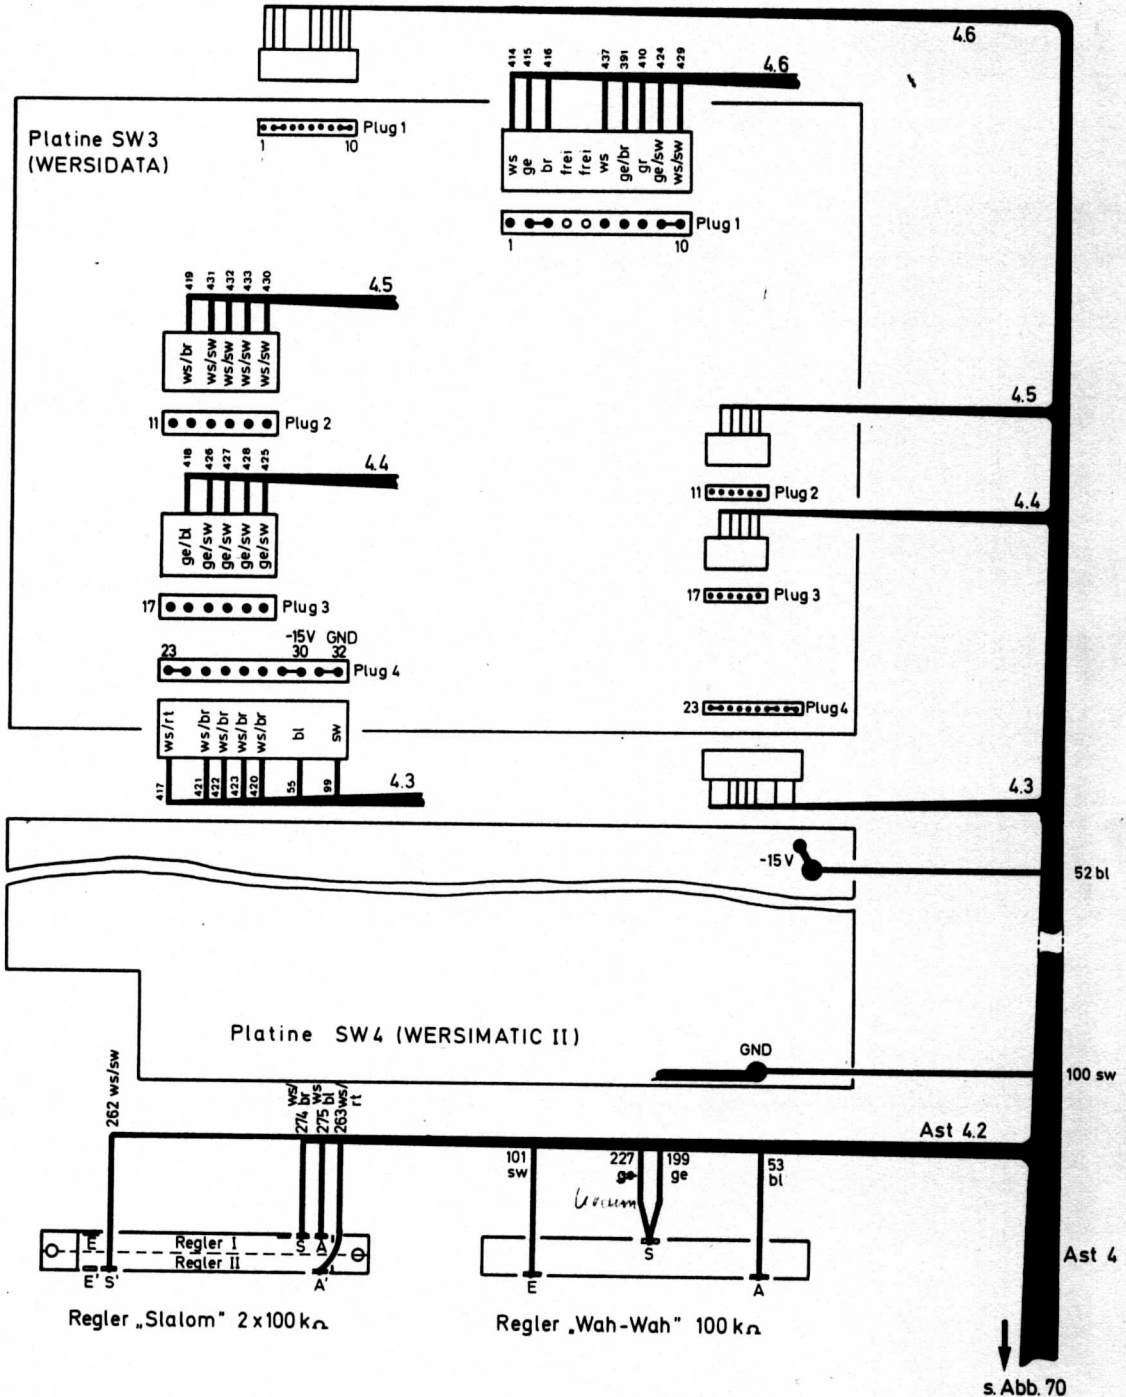 4.6
Platine SW3
(WERSIDATA)
Plug 1
1 10
414 415 416 437 391 410 424 429
4.6
ws ge br frei frei ws ge/br gr ge/sw ws/sw
Plug 1
1 10
419 431 432 433 430
4.5
ws/br ws/sw ws/sw ws/sw ws/sw
11 Plug 2
418 426 427 428 425
4.4
ge/bl ge/sw ge/sw ge/sw ge/sw
17 Plug 3
-15V GND
23 30 32
Plug 4
ws/rt ws/br ws/br ws/br ws/br bl sw
417 421 422 423 420 55 99
4.3
4.5
11 Plug 2
4.4
17 Plug 3
23 Plug 4
4.3
-15 V
52 bl
Platine SW4 (WERSIMATIC II)
GND
100 sw
262 ws/sw
274 ws/br
275 ws bl
263 ws/rt
Ast 4.2
101 sw
227 ge
199 ge
53 bl
E Regler I S A
Regler II
E' S' A'
S
E A
Ast 4
Regler „Slalom" 2 x 100 kΩ
Regler „Wah-Wah" 100 kΩ
s. Abb. 70